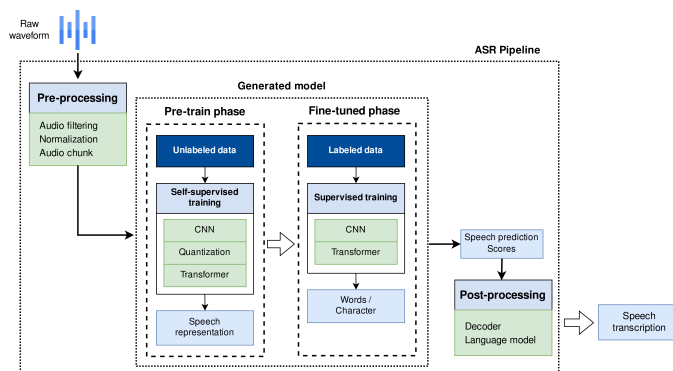 Raw
waveform
ASR Pipeline
Pre-processing
Audio filtering
Normalization
Audio chunk
Generated model
Pre-train phase
Unlabeled data
Self-supervised
training
CNN
Quantization
Transformer
Speech
representation
Fine-tuned phase
Labeled data
Supervised training
CNN
Transformer
Words /
Character
Speech prediction
Scores
Post-processing
Decoder
Language model
Speech
transcription